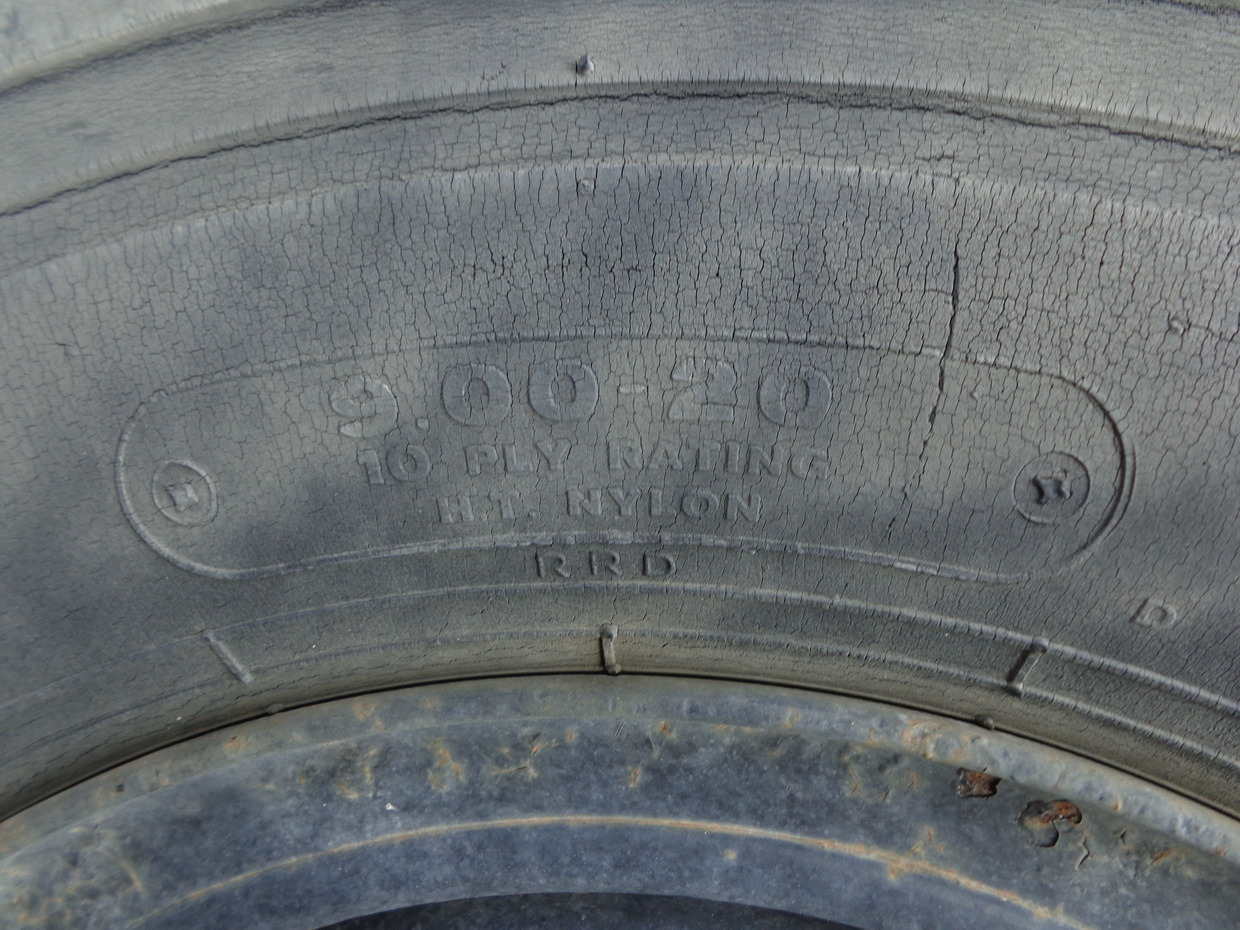 9.00-20
10 PLY RATING
H.T. NYLON
RRD
D